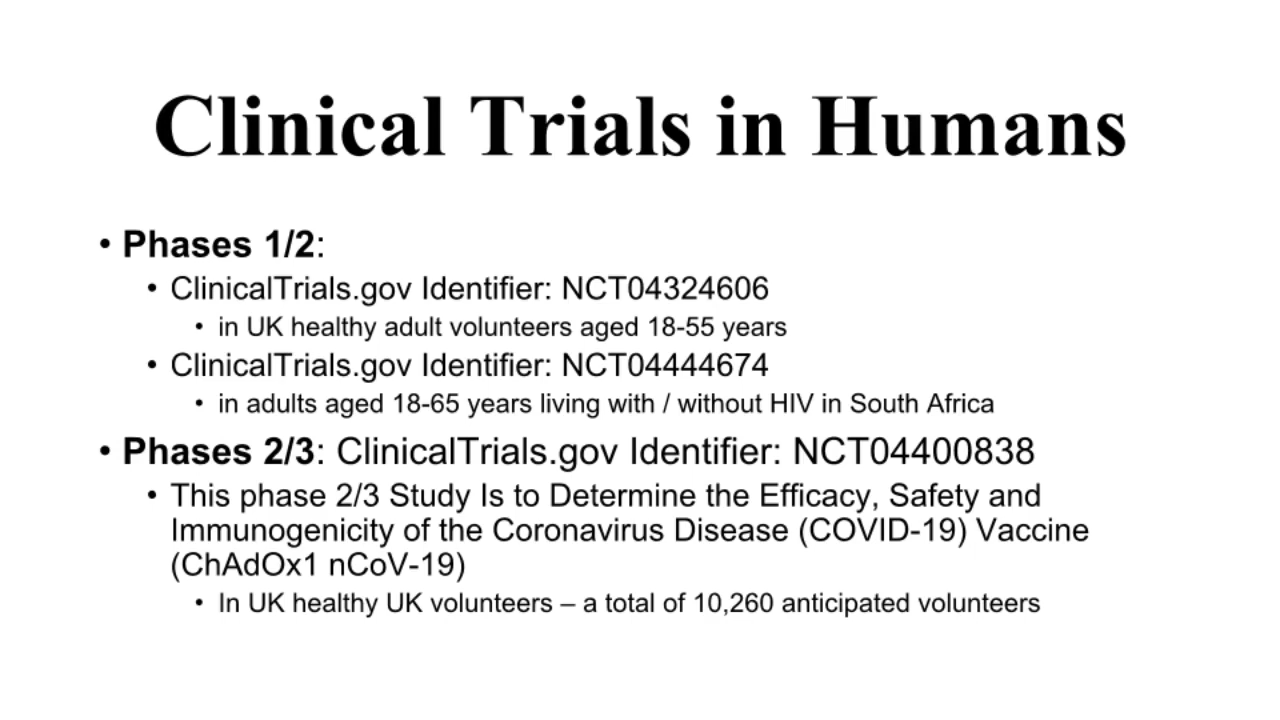 Clinical Trials in Humans
• Phases 1/2:
• ClinicalTrials.gov Identifier: NCT04324606
• in UK healthy adult volunteers aged 18-55 years
• ClinicalTrials.gov Identifier: NCT04444674
• in adults aged 18-65 years living with / without HIV in South Africa
• Phases 2/3: ClinicalTrials.gov Identifier: NCT04400838
• This phase 2/3 Study Is to Determine the Efficacy, Safety and
Immunogenicity of the Coronavirus Disease (COVID-19) Vaccine
(ChAdOx1 nCoV-19)
• In UK healthy UK volunteers – a total of 10,260 anticipated volunteers